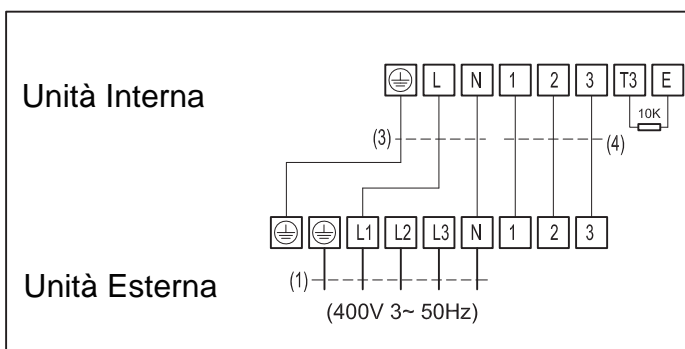 L N 1 2 3 T3 E
Unità Interna
10K
(3) (4)
L1 L2 L3 N 1 2 3
(1)
Unità Esterna
(400V 3~ 50Hz)